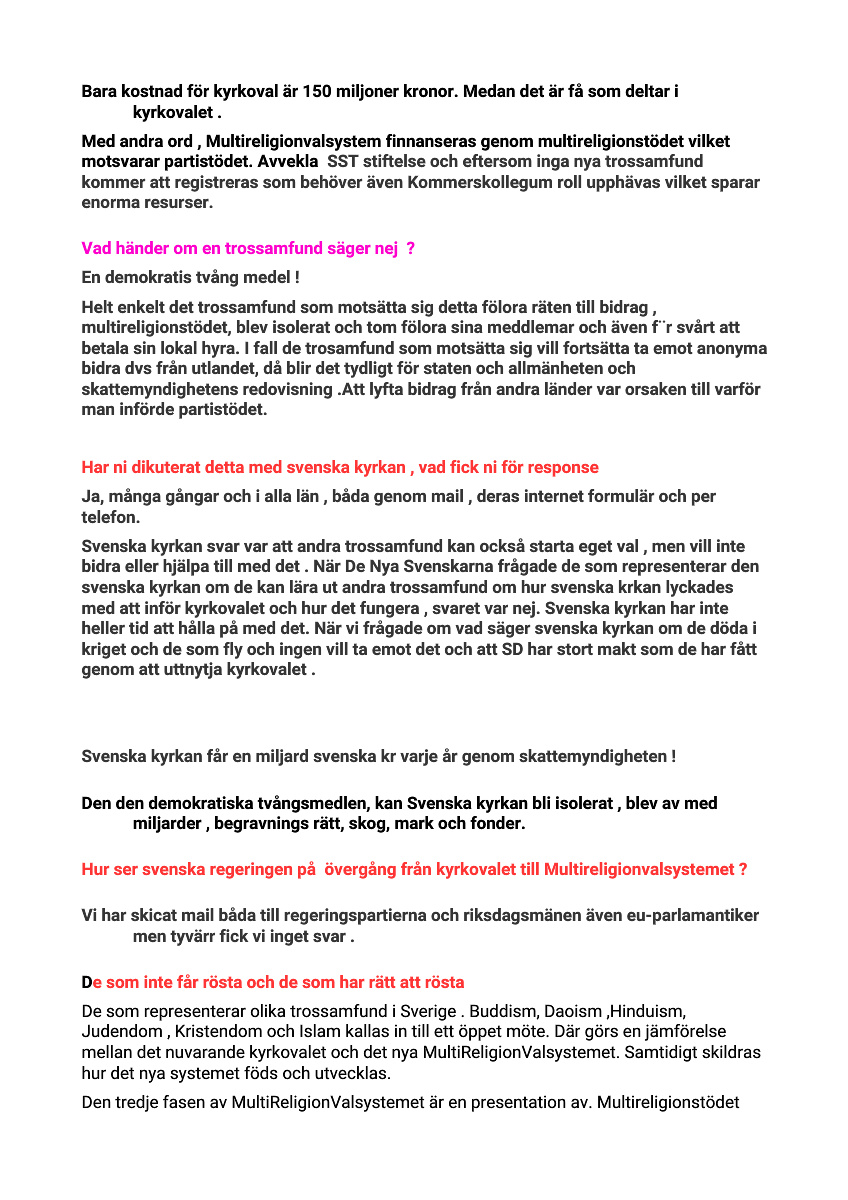 Bara kostnad för kyrkoval är 150 miljoner kronor. Medan det är få som deltar i
kyrkovalet .
Med andra ord , Multireligionvalsystem finnanseras genom multireligionstödet vilket
motsvarar partistödet. Avvekla  SST stiftelse och eftersom inga nya trossamfund
kommer att registreras som behöver även Kommerskollegum roll upphävas vilket sparar
enorma resurser.
Vad händer om en trossamfund säger nej  ?
En demokratis tvång medel !
Helt enkelt det trossamfund som motsätta sig detta fölora räten till bidrag ,
multireligionstödet, blev isolerat och tom fölora sina meddlemar och även f¨r svårt att
betala sin lokal hyra. I fall de trosamfund som motsätta sig vill fortsätta ta emot anonyma
bidra dvs från utlandet, då blir det tydligt för staten och allmänheten och
skattemyndighetens redovisning .Att lyfta bidrag från andra länder var orsaken till varför
man införde partistödet.
Har ni dikuterat detta med svenska kyrkan , vad fick ni för response
Ja, många gångar och i alla län , båda genom mail , deras internet formulär och per
telefon.
Svenska kyrkan svar var att andra trossamfund kan också starta eget val , men vill inte
bidra eller hjälpa till med det . När De Nya Svenskarna frågade de som representerar den
svenska kyrkan om de kan lära ut andra trossamfund om hur svenska krkan lyckades
med att inför kyrkovalet och hur det fungera , svaret var nej. Svenska kyrkan har inte
heller tid att hålla på med det. När vi frågade om vad säger svenska kyrkan om de döda i
kriget och de som fly och ingen vill ta emot det och att SD har stort makt som de har fått
genom att uttnytja kyrkovalet .
Svenska kyrkan får en miljard svenska kr varje år genom skattemyndigheten !
Den den demokratiska tvångsmedlen, kan Svenska kyrkan bli isolerat , blev av med
miljarder , begravnings rätt, skog, mark och fonder.
Hur ser svenska regeringen på  övergång från kyrkovalet till Multireligionvalsystemet ?
Vi har skicat mail båda till regeringspartierna och riksdagsmänen även eu-parlamantiker
men tyvärr fick vi inget svar .
De som inte får rösta och de som har rätt att rösta
De som representerar olika trossamfund i Sverige . Buddism, Daoism ,Hinduism,
Judendom , Kristendom och Islam kallas in till ett öppet möte. Där görs en jämförelse
mellan det nuvarande kyrkovalet och det nya MultiReligionValsystemet. Samtidigt skildras
hur det nya systemet föds och utvecklas.
Den tredje fasen av MultiReligionValsystemet är en presentation av. Multireligionstödet